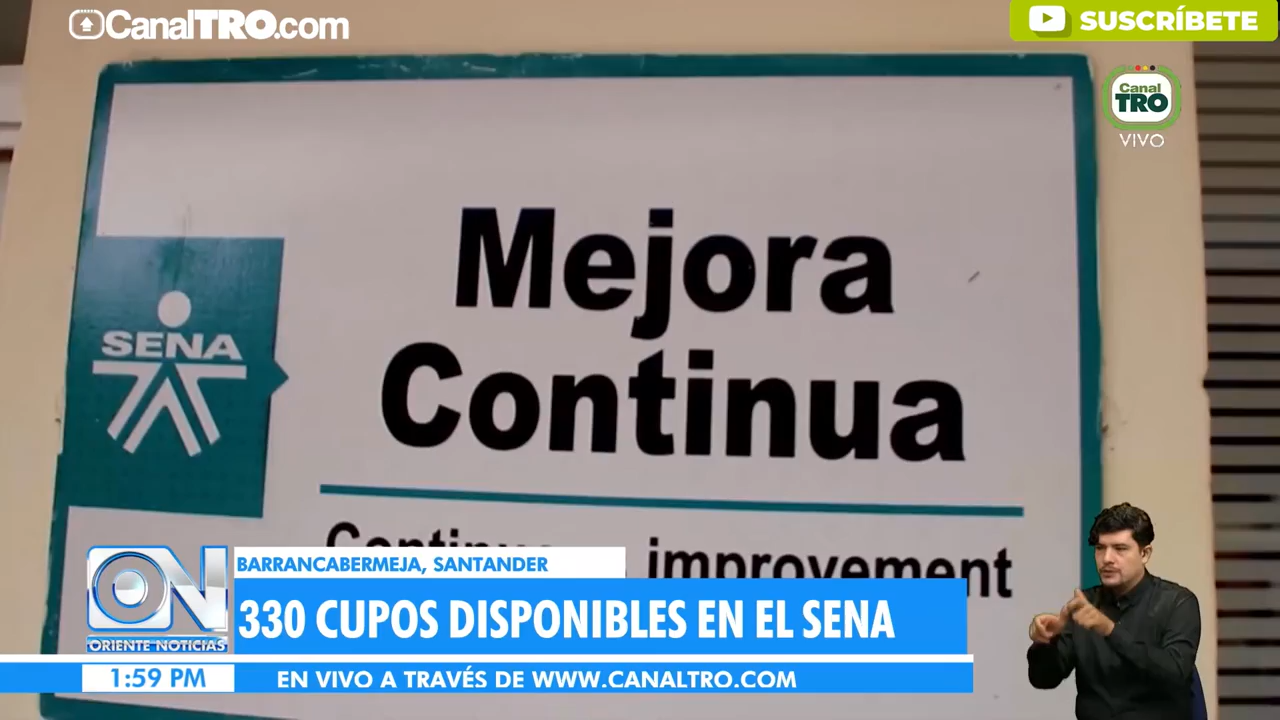 CanalTRO.com
SUSCRÍBETE
Canal
TRO
VIVO
Mejora
Continua
SENA
improvement
ON
BARRANCABERMEJA, SANTANDER
330 CUPOS DISPONIBLES EN EL SENA
ORIENTE NOTICIAS
1:59 PM
EN VIVO A TRAVÉS DE WWW.CANALTRO.COM